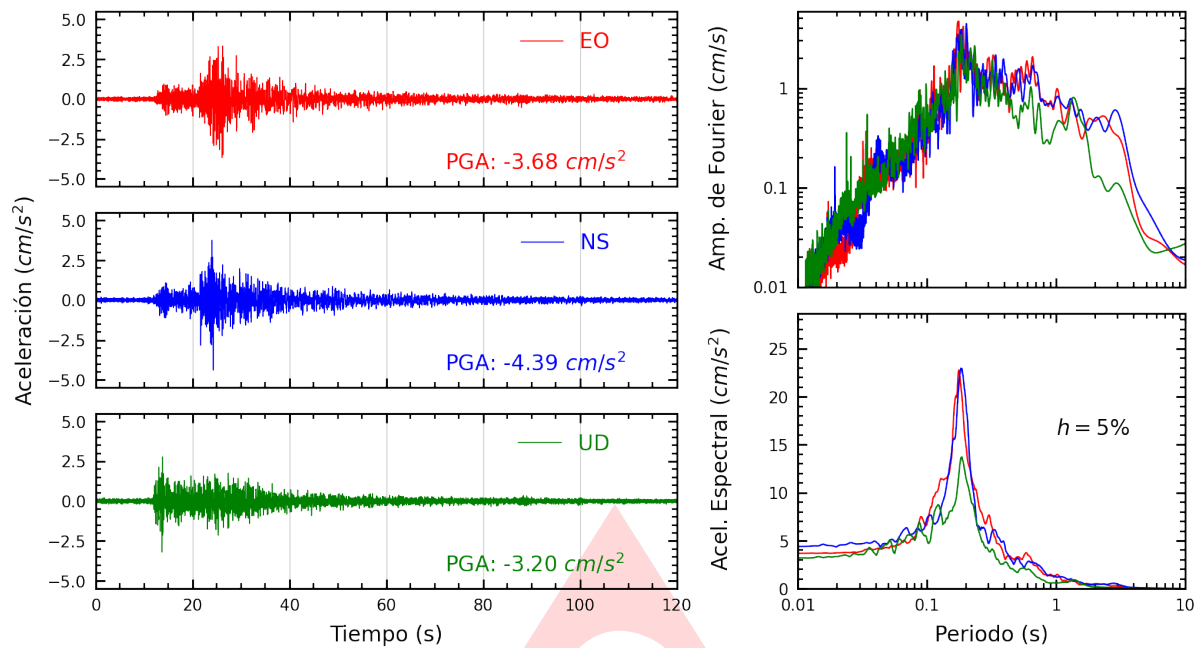 Aceleración (cm/s²)
5.0
2.5
0.0
−2.5
−5.0
EO
PGA: -3.68 cm/s²
5.0
2.5
0.0
−2.5
−5.0
NS
PGA: -4.39 cm/s²
5.0
2.5
0.0
−2.5
−5.0
UD
PGA: -3.20 cm/s²
0 20 40 60 80 100 120
Tiempo (s)
Amp. de Fourier (cm/s)
1
0.1
0.01
Acel. Espectral (cm/s²)
25
20
15
10
5
0
h = 5%
0.01 0.1 1 10
Periodo (s)